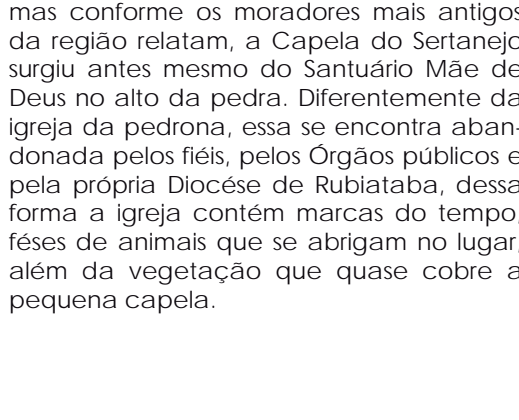 mas conforme os moradores mais antigos
da região relatam, a Capela do Sertanejo
surgiu antes mesmo do Santuário Mãe de
Deus no alto da pedra. Diferentemente da
igreja da pedrona, essa se encontra aban-
donada pelos fiéis, pelos Órgãos públicos e
pela própria Diocése de Rubiataba, dessa
forma a igreja contém marcas do tempo,
féses de animais que se abrigam no lugar,
além da vegetação que quase cobre a
pequena capela.